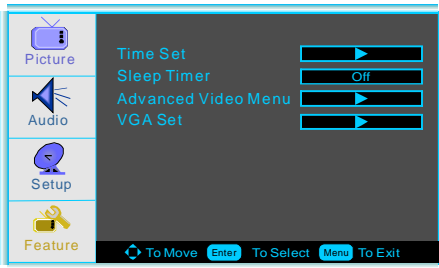 Picture
Audio
Setup
Feature
Time Set
Sleep Timer Off
Advanced Video Menu
VGA Set
To Move Enter To Select Menu To Exit